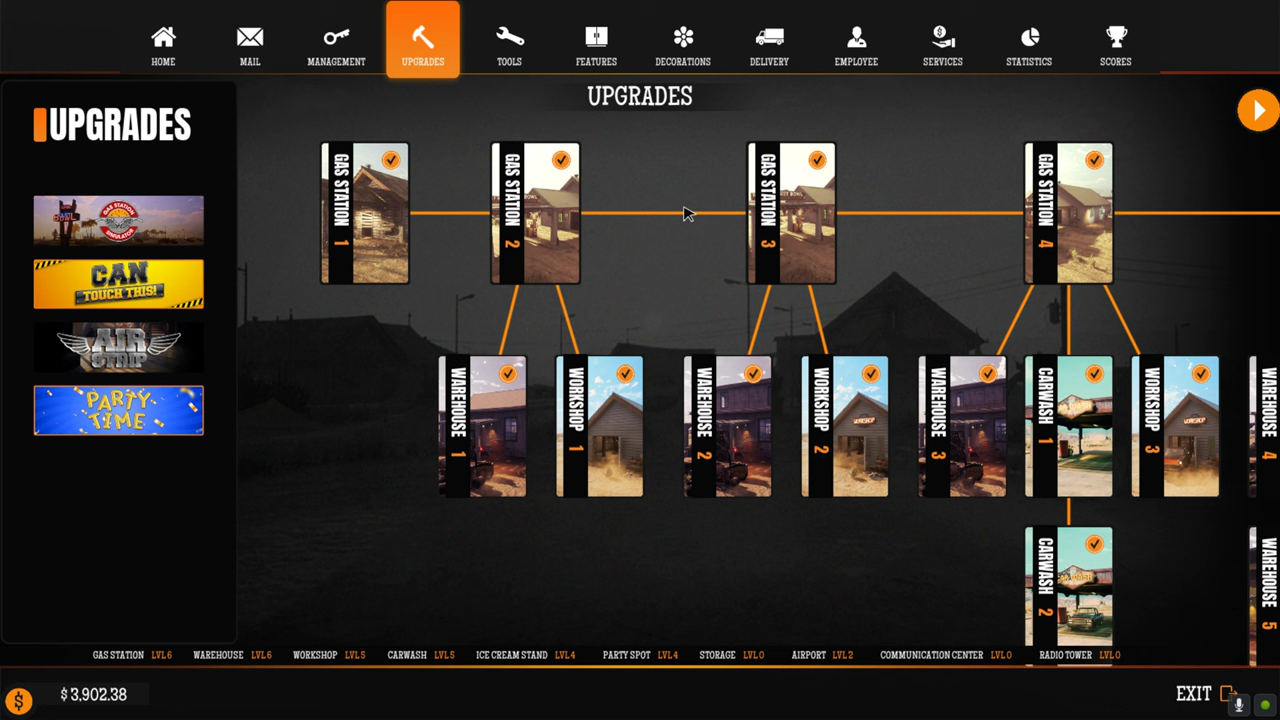 HOME MAIL MANAGEMENT UPGRADES TOOLS FEATURES DECORATIONS DELIVERY EMPLOYEE SERVICES STATISTICS SCORES
UPGRADES
UPGRADES
GAS STATION 1
GAS STATION 2
GAS STATION 3
GAS STATION 4
GAS STATION SIMULATOR
CAN
TOUCH THIS!
AIR
STRIP
PARTY
TIME
WAREHOUSE 1
WORKSHOP 1
WAREHOUSE 2
WORKSHOP 2
WAREHOUSE 3
CARWASH 1
WORKSHOP 3
WAREHOUSE 4
CARWASH 2
WAREHOUSE 5
GAS STATION LVL6 WAREHOUSE LVL6 WORKSHOP LVL5 CARWASH LVL5 ICE CREAM STAND LVL4 PARTY SPOT LVL4 STORAGE LVL0 AIRPORT LVL2 COMMUNICATION CENTER LVL0 RADIO TOWER LVL0
$ $ 3,902.38
EXIT